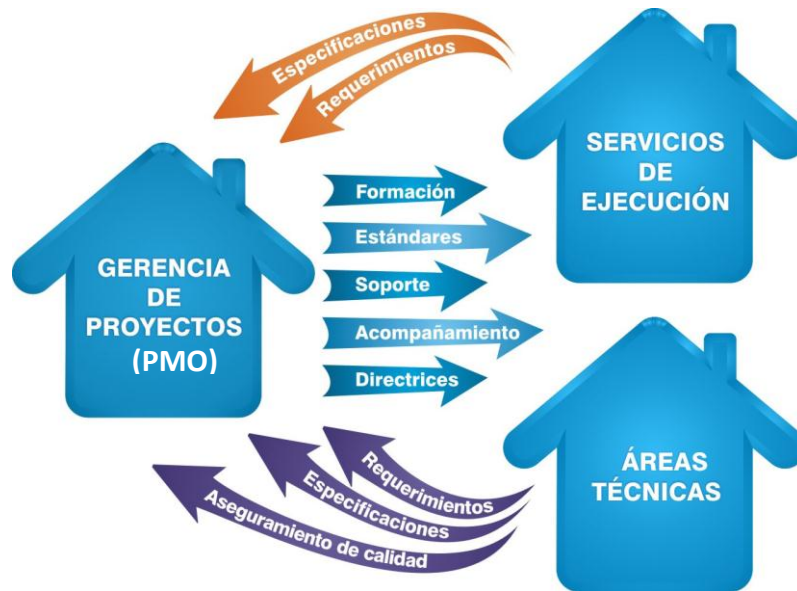 Especificaciones
Requerimientos
SERVICIOS
DE
EJECUCIÓN
Formación
Estándares
Soporte
Acompañamiento
Directrices
GERENCIA
DE
PROYECTOS
(PMO)
Requerimientos
Especificaciones
Aseguramiento de calidad
ÁREAS
TÉCNICAS